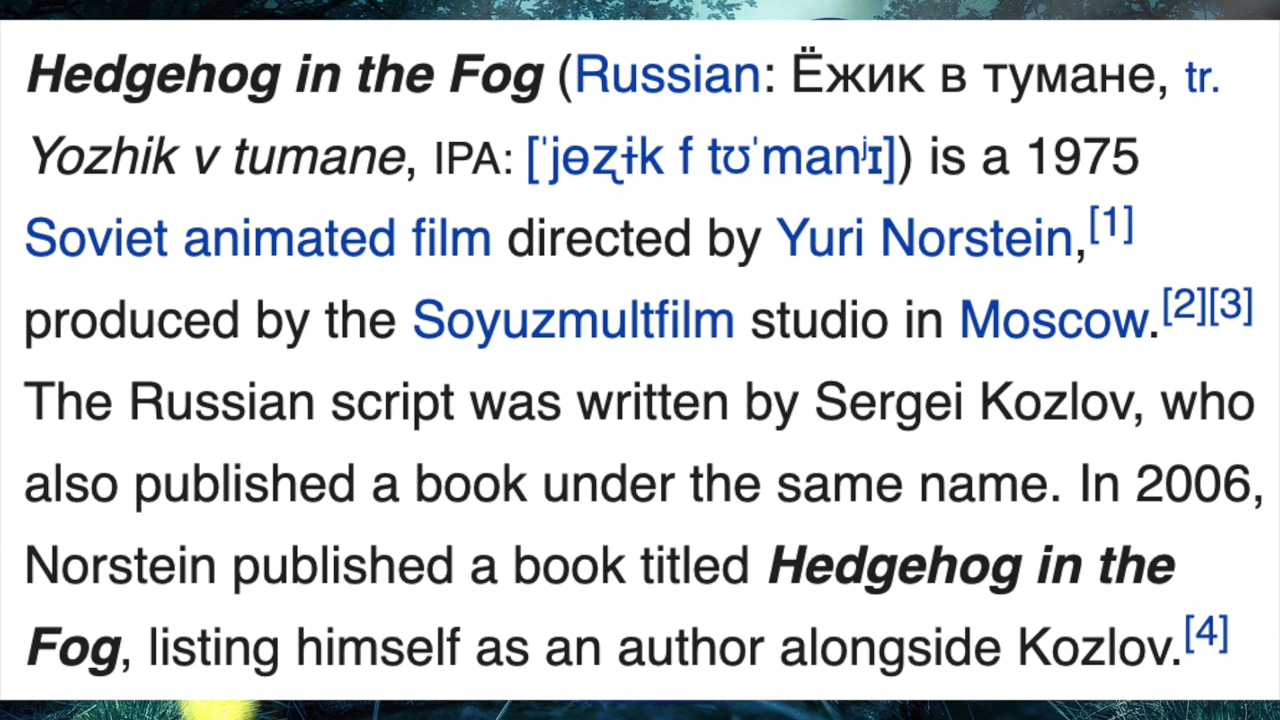 Hedgehog in the Fog (Russian: Ёжик в тумане, tr.
Yozhik v tumane, IPA: [ˈjɵʐɨk f tʊˈmanʲɪ]) is a 1975
Soviet animated film directed by Yuri Norstein,[1]
produced by the Soyuzmultfilm studio in Moscow.[2][3]
The Russian script was written by Sergei Kozlov, who
also published a book under the same name. In 2006,
Norstein published a book titled Hedgehog in the
Fog, listing himself as an author alongside Kozlov.[4]